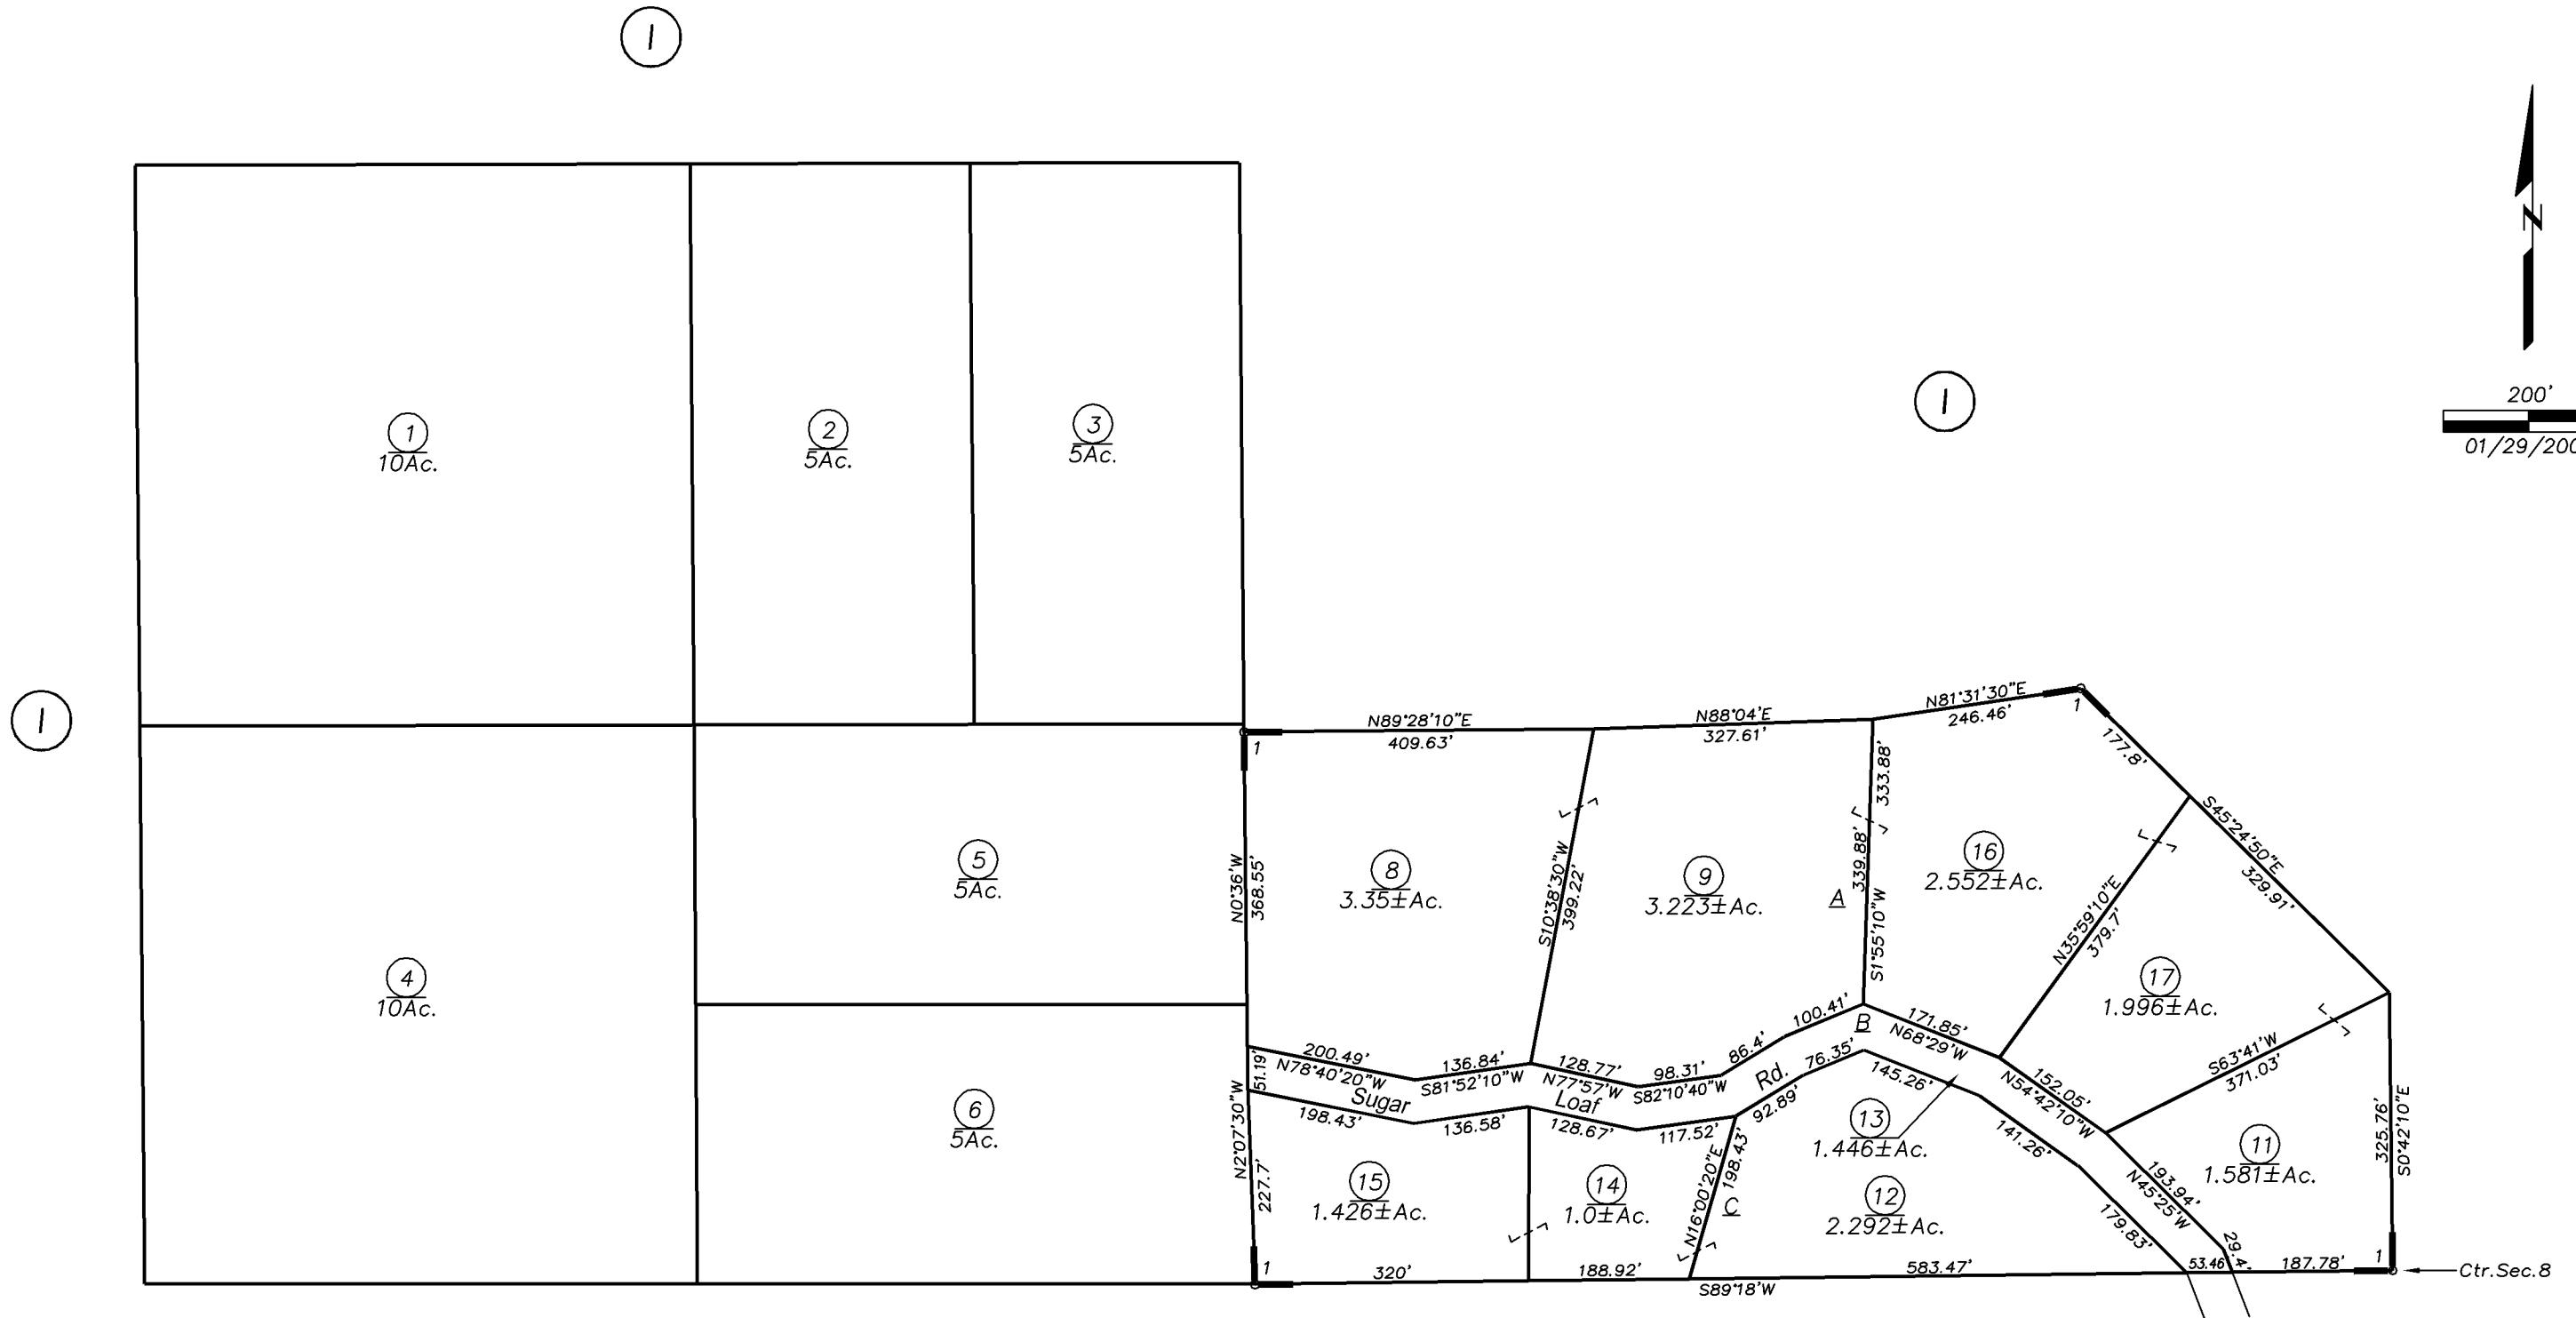 1
N
200'
01/29/200
1
1
10Ac.
2
5Ac.
3
5Ac.
1
4
10Ac.
5
5Ac.
6
5Ac.
N89°28'10"E
409.63'
1
N88°04'E
327.61'
N81°31'30"E
246.46'
1
177.8'
S45°24'50"E
329.91'
N0°36'W
368.55'
8
3.35±Ac.
S10°38'30"W
399.22'
9
3.223±Ac.
A
333.88'
339.88'
S1°55'10"W
16
2.552±Ac.
N35°59'10"E
379.7'
17
1.996±Ac.
S63°41'W
371.03'
325.76'
S0°42'10"E
11
1.581±Ac.
200.49'
N78°40'20"W
136.84'
S81°52'10"W
128.77'
N77°57'W
98.31'
S82°10'40"W
86.4'
100.41'
B
171.85'
N68°29'W
152.05'
N54°42'10"W
193.94'
N45°25'W
29.4'
51.19'
Sugar Loaf Rd.
198.43'
136.58'
128.67'
117.52'
92.89'
76.35'
145.26'
141.26'
179.83'
N2°07'30"W
227.7'
15
1.426±Ac.
14
1.0±Ac.
N16°00'20"E
198.43'
C
13
1.446±Ac.
12
2.292±Ac.
1
320'
188.92'
583.47'
S89°18'W
53.46'
187.78'
1
Ctr.Sec.8